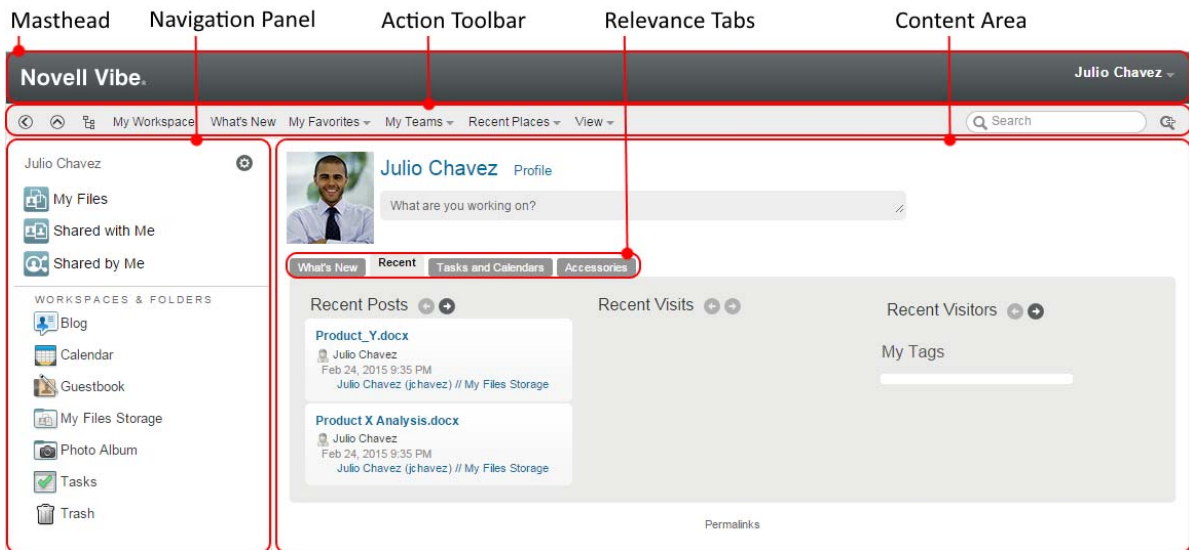 Masthead Navigation Panel Action Toolbar Relevance Tabs Content Area
Novell Vibe.
Julio Chavez
My Workspace What's New My Favorites My Teams Recent Places View
Search
Julio Chavez
My Files
Shared with Me
Shared by Me
WORKSPACES & FOLDERS
Blog
Calendar
Guestbook
My Files Storage
Photo Album
Tasks
Trash
Julio Chavez Profile
What are you working on?
What's New Recent Tasks and Calendars Accessories
Recent Posts
Product_Y.docx
Julio Chavez
Feb 24, 2015 9:35 PM
Julio Chavez (jchavez) // My Files Storage
Product X Analysis.docx
Julio Chavez
Feb 24, 2015 9:35 PM
Julio Chavez (jchavez) // My Files Storage
Recent Visits
Recent Visitors
My Tags
Permalinks